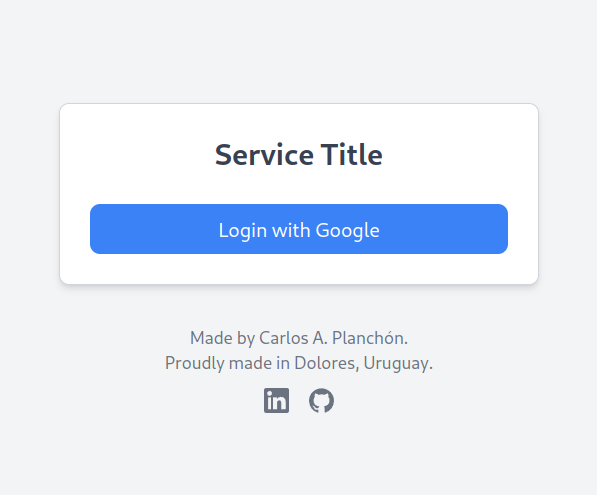 Service Title
Login with Google
Made by Carlos A. Planchón.
Proudly made in Dolores, Uruguay.
in